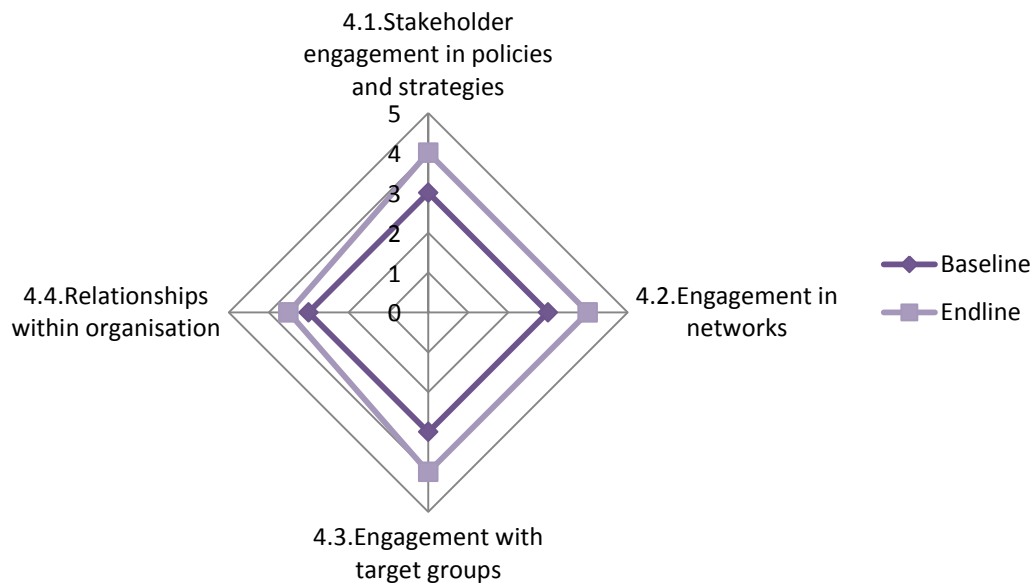 4.1.Stakeholder
engagement in policies
and strategies
5
4
3
2
1
0
4.2.Engagement in
networks
4.3.Engagement with
target groups
4.4.Relationships
within organisation
Baseline
Endline